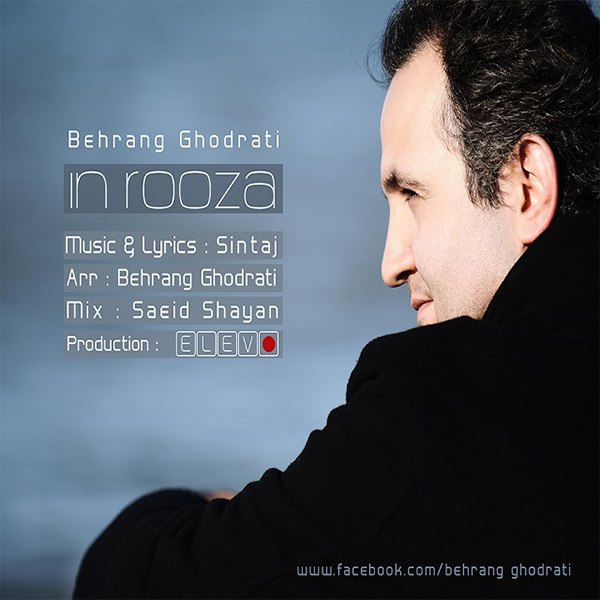 Behrang Ghodrati
in rooza
Music & Lyrics : Sintaj
Arr : Behrang Ghodrati
Mix : Saeid Shayan
Production : ELEVO
www.facebook.com/behrang ghodrati